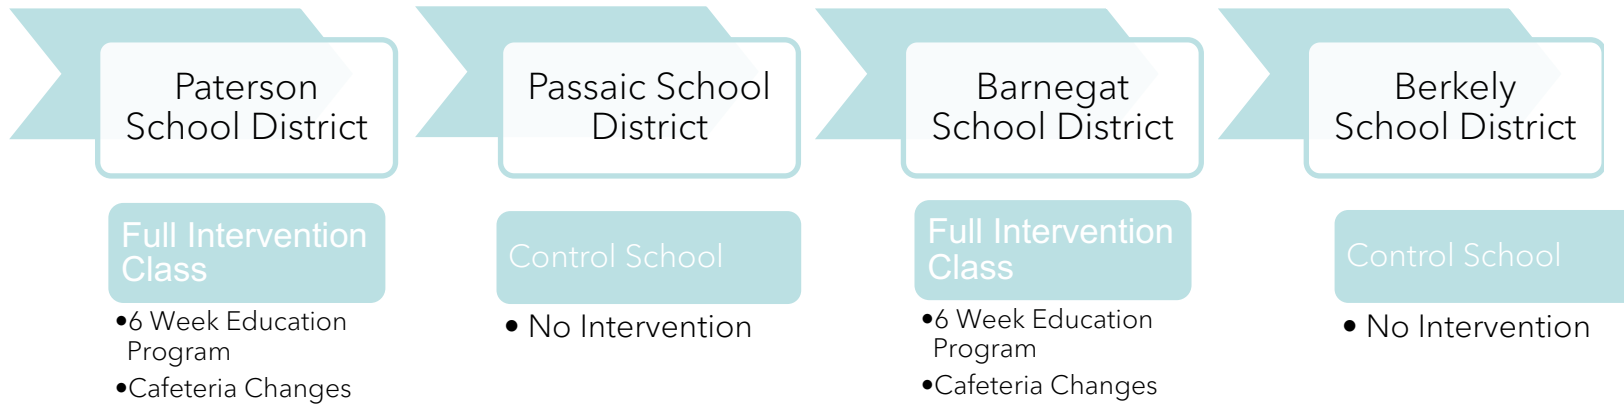 Paterson
School District
Full Intervention
Class
•6 Week Education
Program
•Cafeteria Changes
Passaic School
District
Control School
• No Intervention
Barnegat
School District
Full Intervention
Class
•6 Week Education
Program
•Cafeteria Changes
Berkely
School District
Control School
• No Intervention